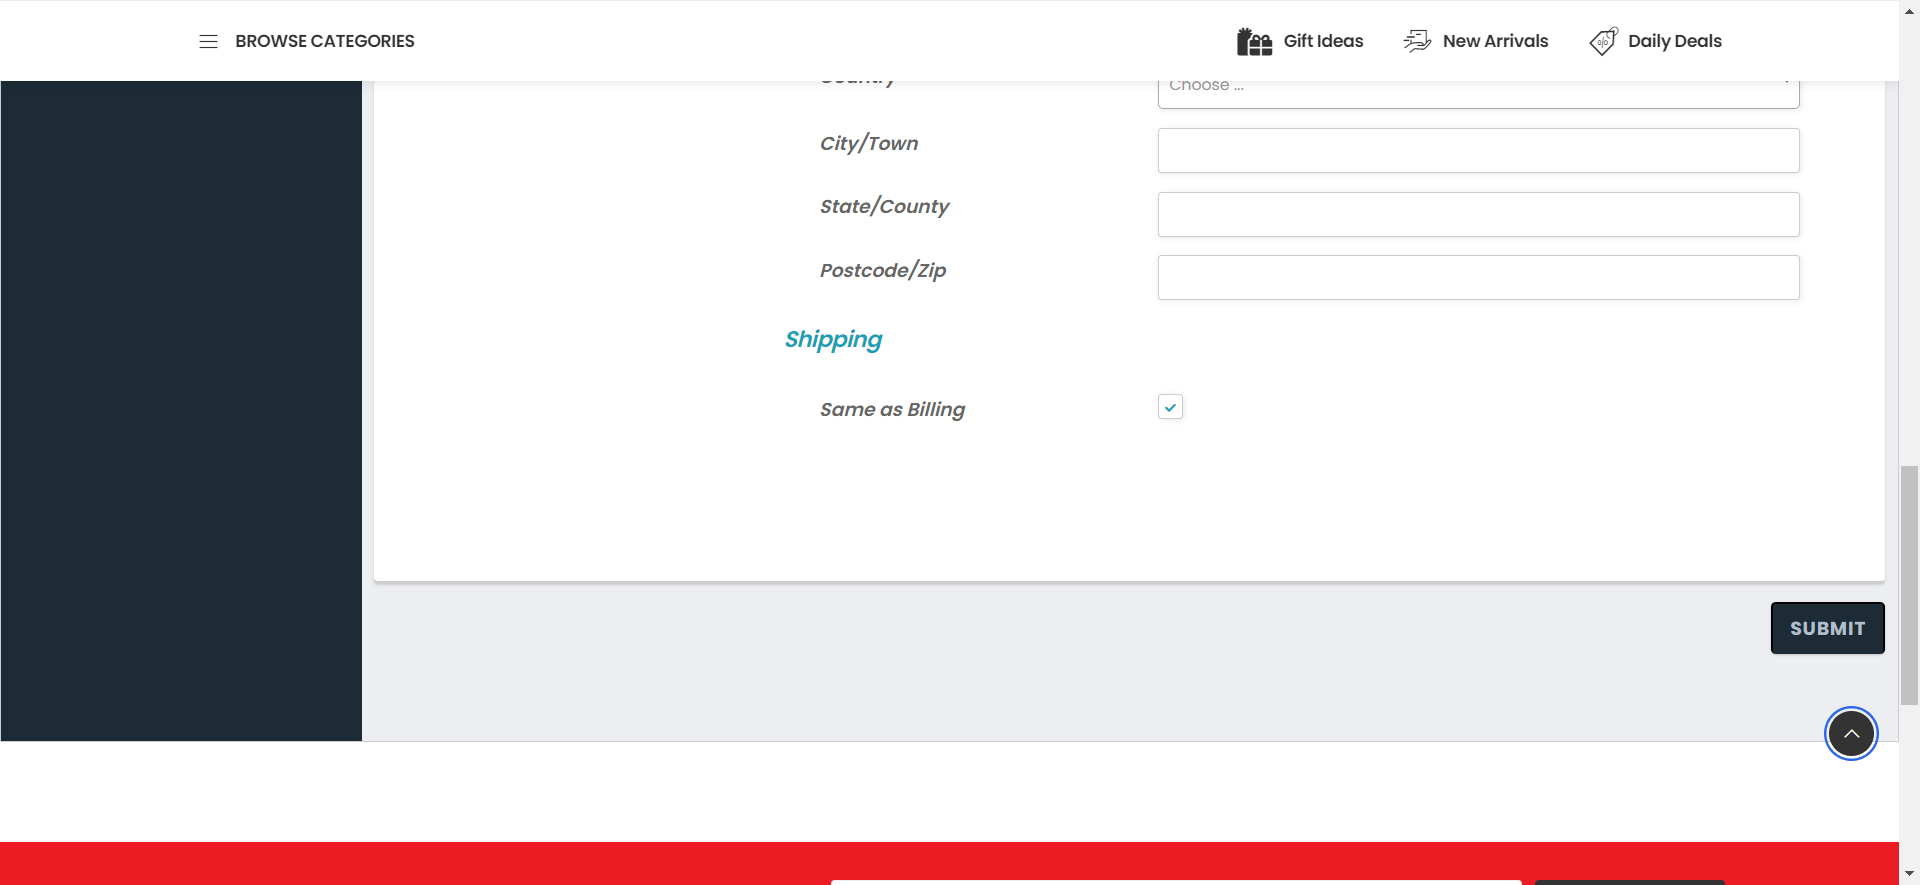 BROWSE CATEGORIES
Gift Ideas
New Arrivals
Daily Deals
Country
Choose ...
City/Town
State/County
Postcode/Zip
Shipping
Same as Billing
SUBMIT